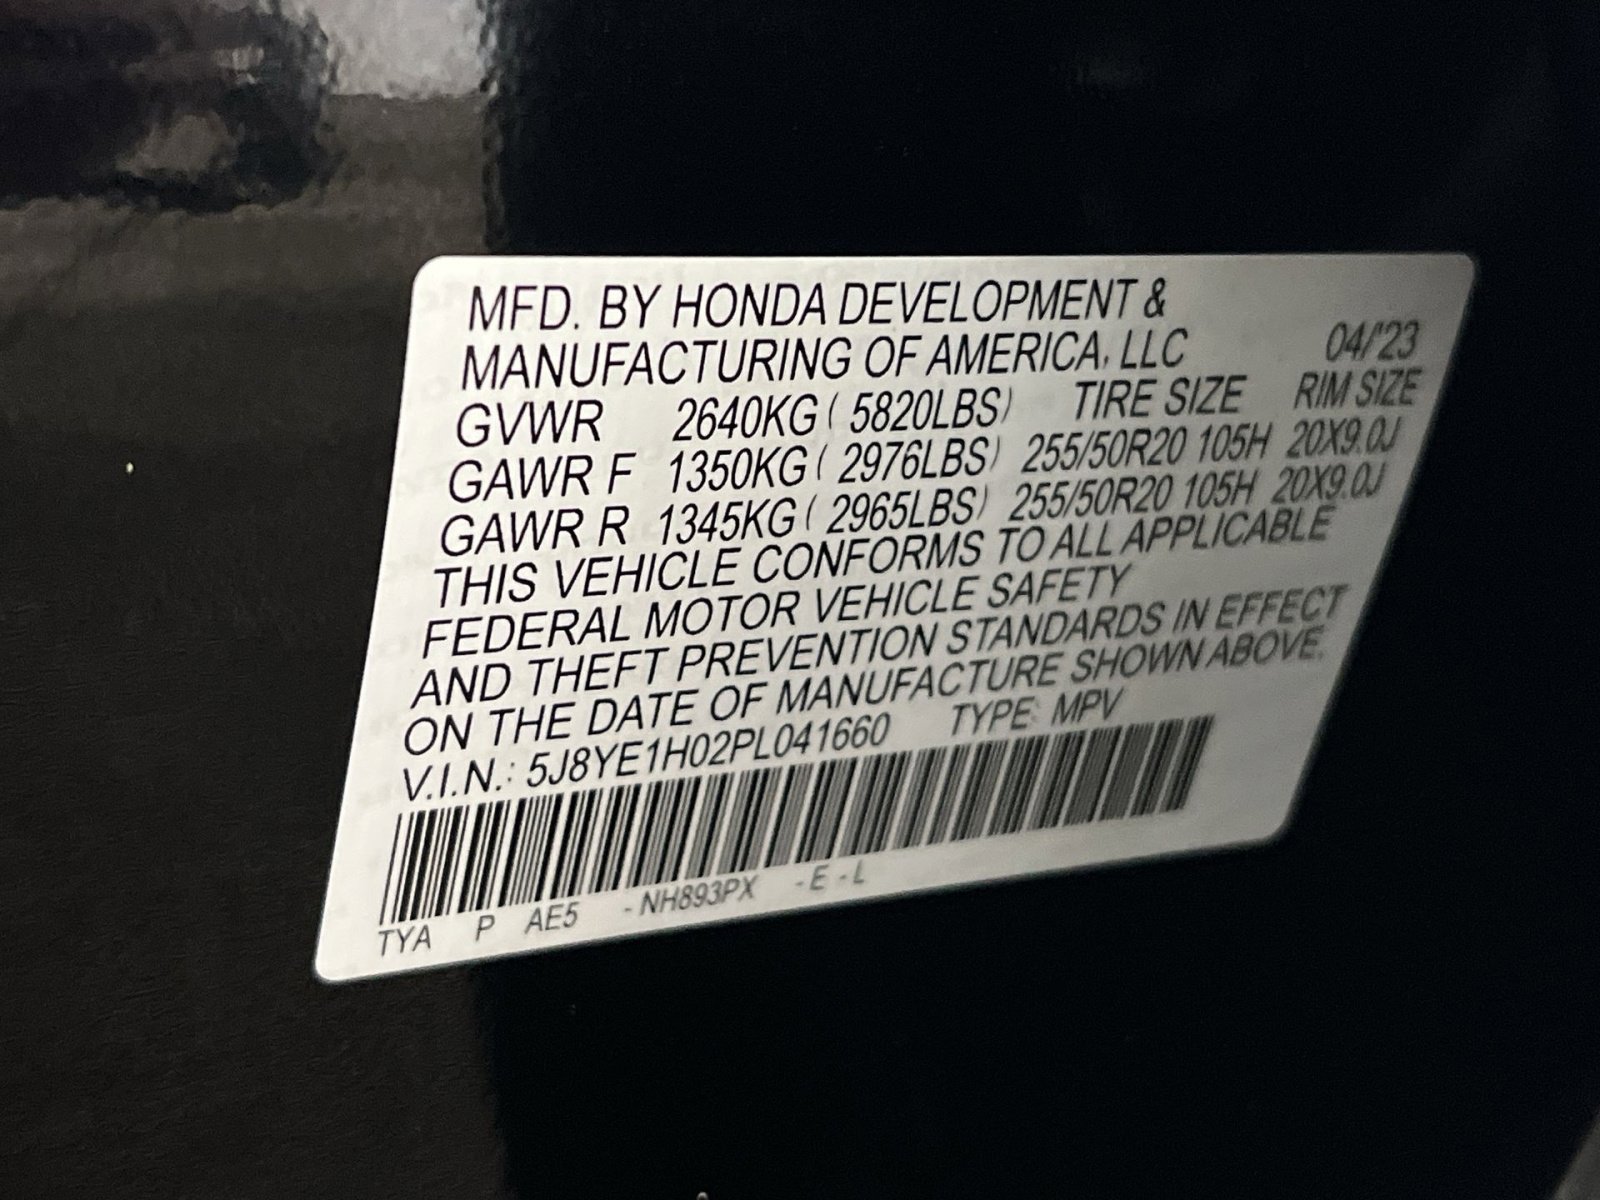 MFD. BY HONDA DEVELOPMENT &
MANUFACTURING OF AMERICA, LLC 04/'23
GVWR 2640KG ( 5820LBS) TIRE SIZE RIM SIZE
GAWR F 1350KG ( 2976LBS) 255/50R20 105H 20X9.0J
GAWR R 1345KG ( 2965LBS) 255/50R20 105H 20X9.0J
THIS VEHICLE CONFORMS TO ALL APPLICABLE
FEDERAL MOTOR VEHICLE SAFETY
AND THEFT PREVENTION STANDARDS IN EFFECT
ON THE DATE OF MANUFACTURE SHOWN ABOVE.
V.I.N.: 5J8YE1H02PL041660 TYPE: MPV
TYA P AE5 -NH893PX -E-L